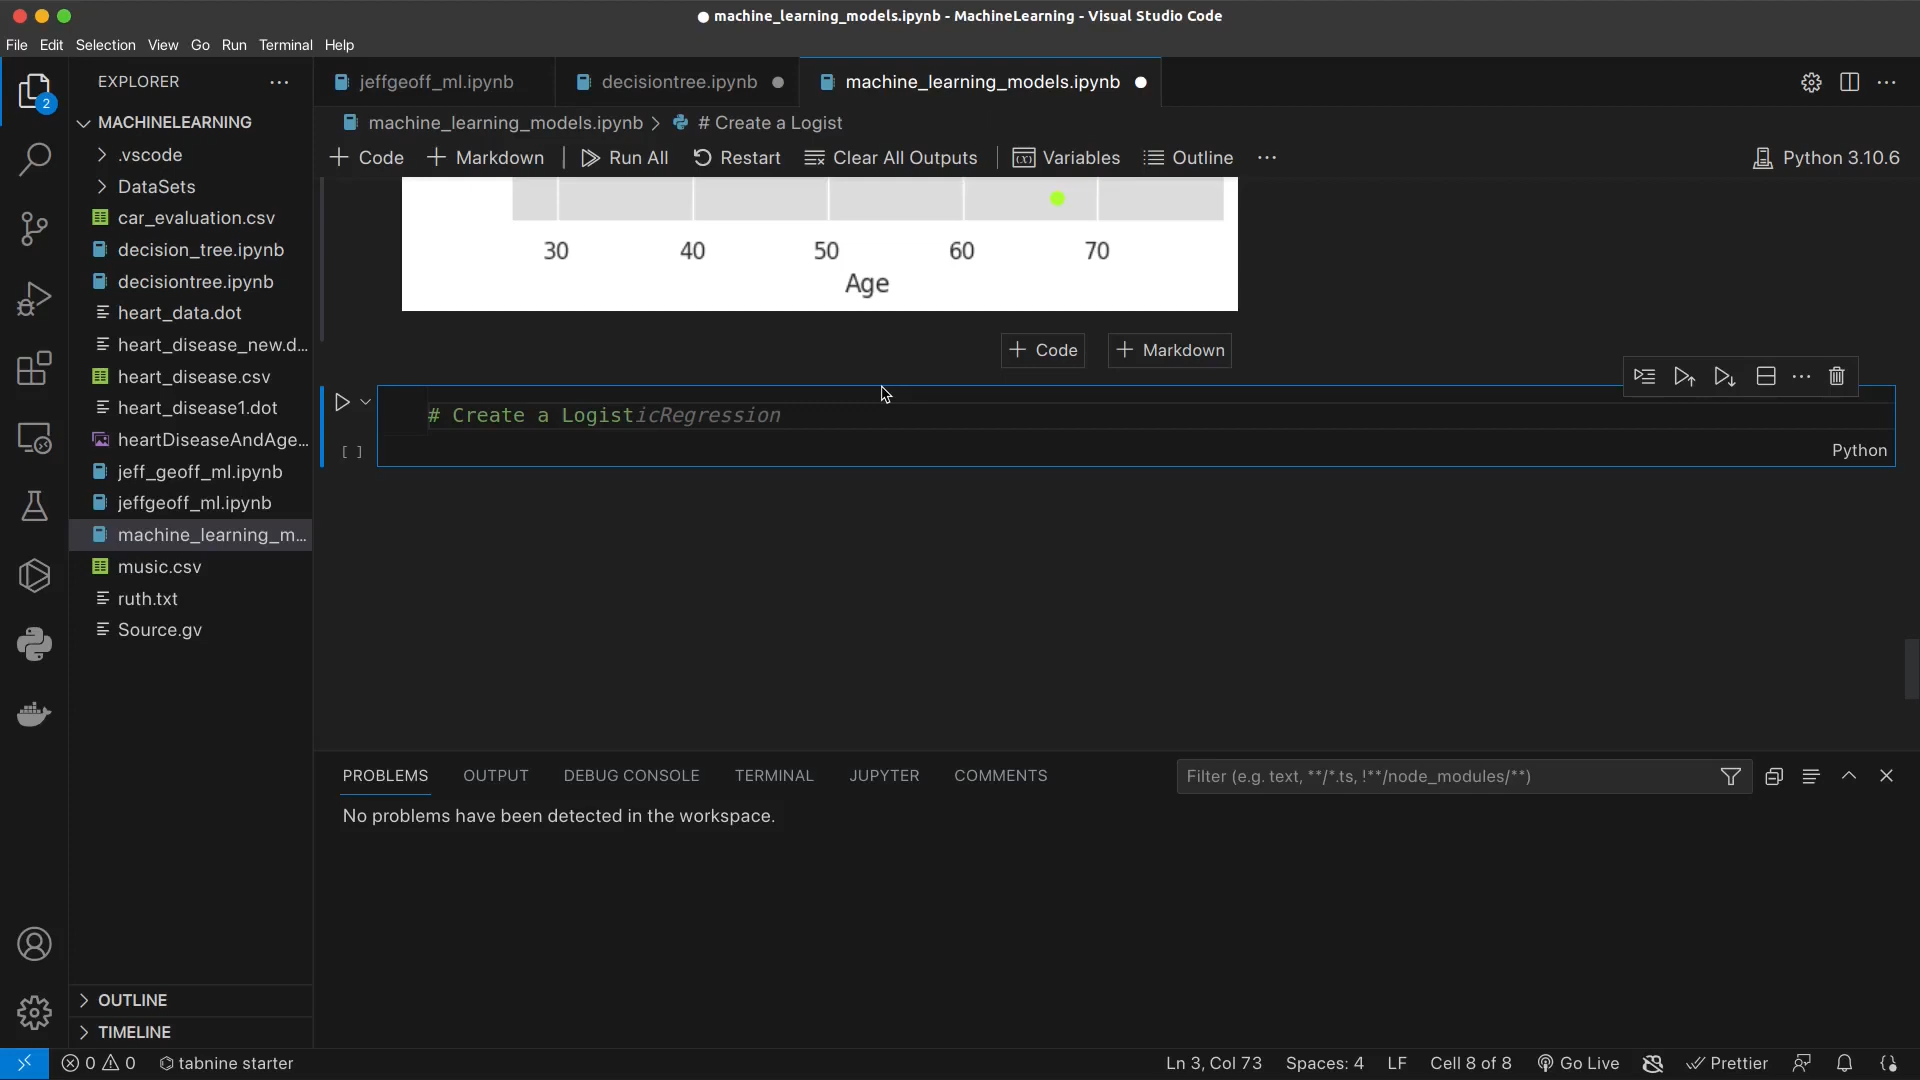 machine_learning_models.ipynb - MachineLearning - Visual Studio Code
File Edit Selection View Go Run Terminal Help
2
EXPLORER
MACHINELEARNING
.vscode
DataSets
car_evaluation.csv
decision_tree.ipynb
decisiontree.ipynb
heart_data.dot
heart_disease_new.d...
heart_disease.csv
heart_disease1.dot
heartDiseaseAndAge...
jeff_geoff_ml.ipynb
jeffgeoff_ml.ipynb
machine_learning_m...
music.csv
ruth.txt
Source.gv
OUTLINE
TIMELINE
jeffgeoff_ml.ipynb decisiontree.ipynb machine_learning_models.ipynb
machine_learning_models.ipynb > # Create a Logist
+ Code + Markdown Run All Restart Clear All Outputs (x) Variables Outline ... Python 3.10.6
30 40 50 60 70
Age
+ Code + Markdown
# Create a LogisticRegression
[ ] Python
PROBLEMS OUTPUT DEBUG CONSOLE TERMINAL JUPYTER COMMENTS Filter (e.g. text, **/*.ts, !**/node_modules/**)
No problems have been detected in the workspace.
0 0 tabnine starter Ln 3, Col 73 Spaces: 4 LF Cell 8 of 8 Go Live Prettier